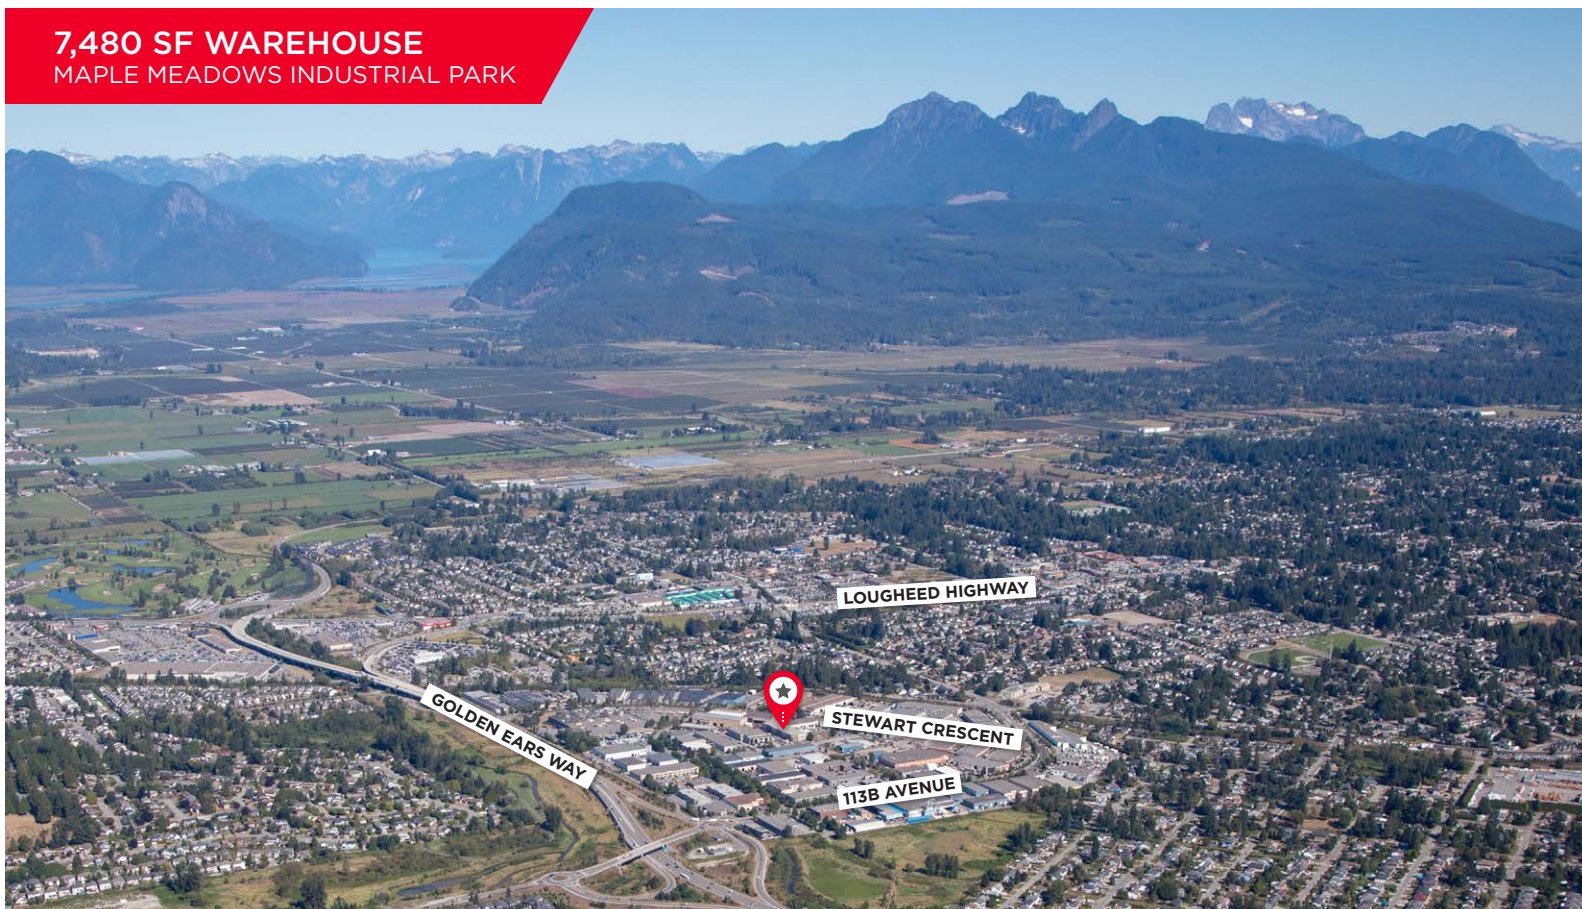 7,480 SF WAREHOUSE
MAPLE MEADOWS INDUSTRIAL PARK
LOUGHEED HIGHWAY
GOLDEN EARS WAY
STEWART CRESCENT
113B AVENUE